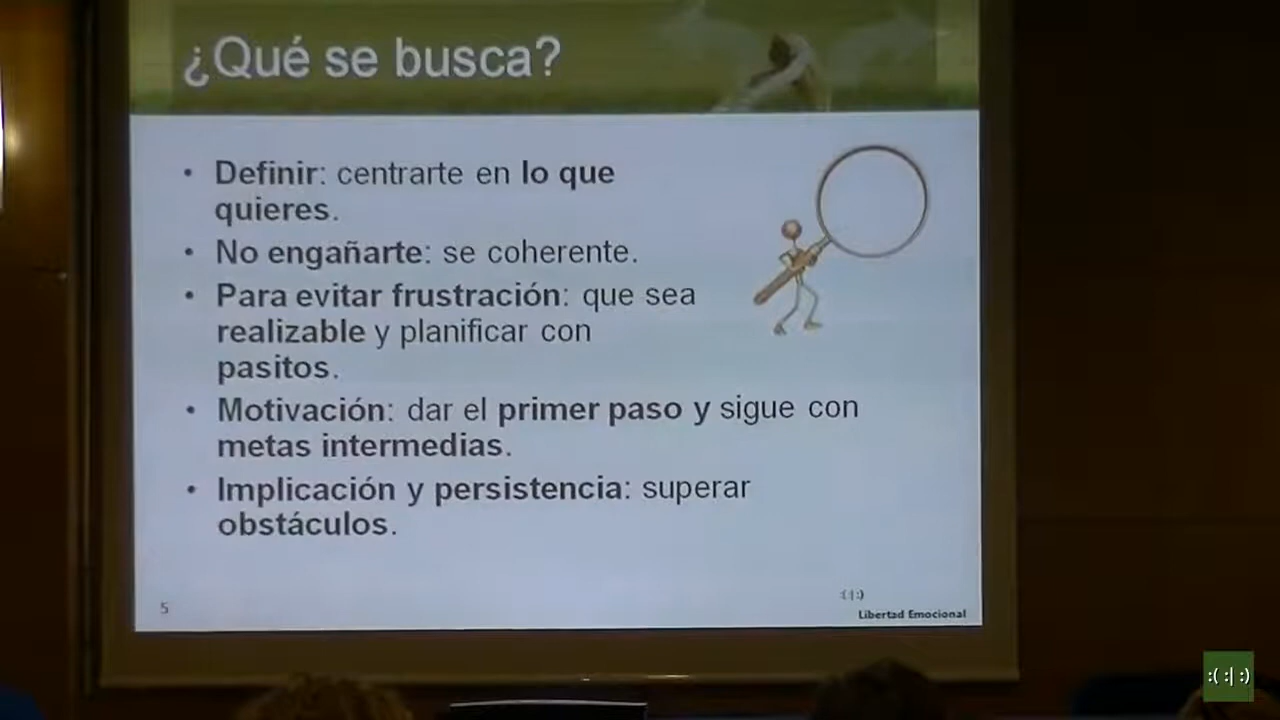 ¿Qué se busca?
• Definir: centrarte en lo que
quieres.
• No engañarte: se coherente.
• Para evitar frustración: que sea
realizable y planificar con
pasitos.
• Motivación: dar el primer paso y sigue con
metas intermedias.
• Implicación y persistencia: superar
obstáculos.
5
:(:|:)
Libertad Emocional
:( :| :)